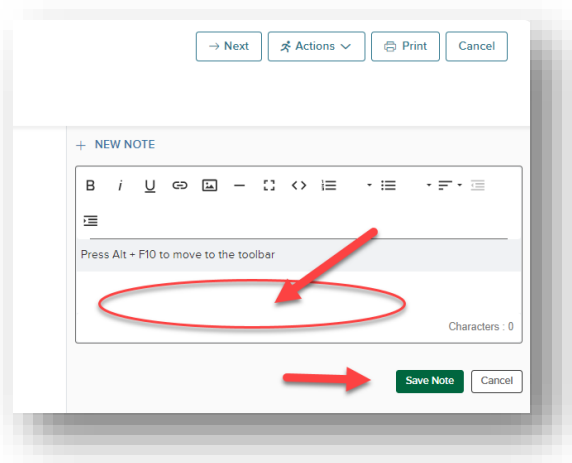 → Next Actions Print Cancel
+ NEW NOTE
B i U
Press Alt + F10 to move to the toolbar
Characters : 0
Save Note Cancel